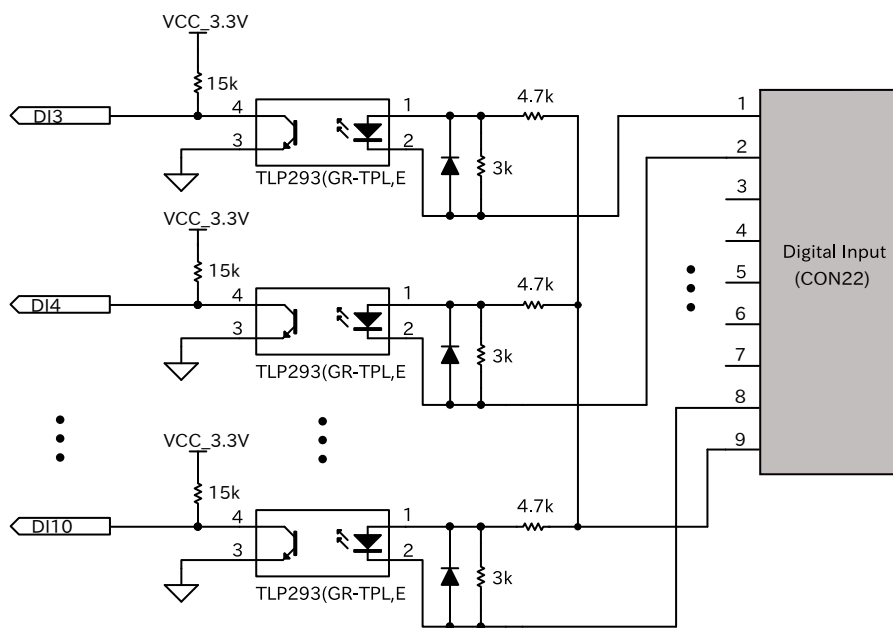 VCC_3.3V
15k
DI3
4
3
1
2
4.7k
3k
TLP293(GR-TPL,E
VCC_3.3V
15k
DI4
4
3
1
2
4.7k
3k
TLP293(GR-TPL,E
VCC_3.3V
15k
DI10
4
3
1
2
4.7k
3k
TLP293(GR-TPL,E
1
2
3
4
5
6
7
8
9
Digital Input
(CON22)